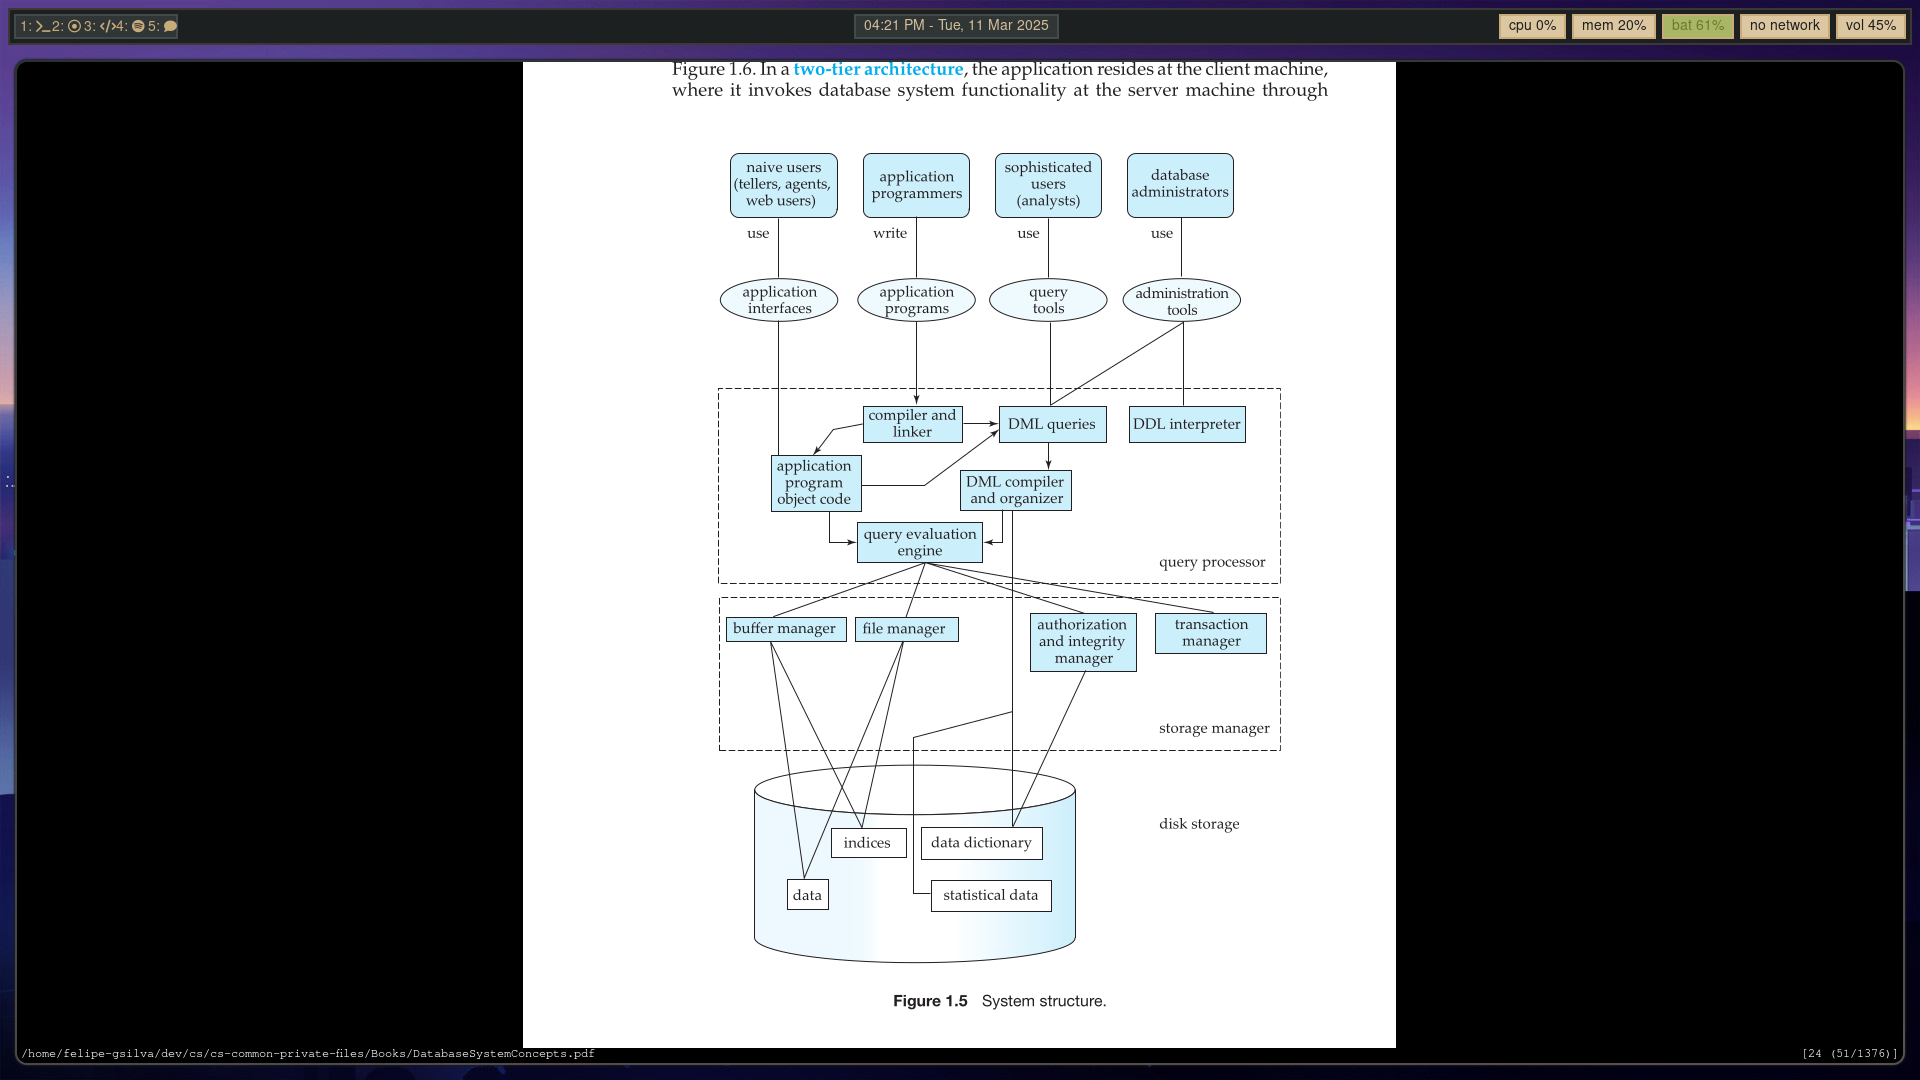 1: 2: 3: </>4: 5:
04:21 PM - Tue, 11 Mar 2025
cpu 0%
mem 20%
bat 61%
no network
vol 45%
Figure 1.6. In a two-tier architecture, the application resides at the client machine,
where it invokes database system functionality at the server machine through
naive users
(tellers, agents,
web users)
application
programmers
sophisticated
users
(analysts)
database
administrators
use
write
use
use
application
interfaces
application
programs
query
tools
administration
tools
compiler and
linker
DML queries
DDL interpreter
application
program
object code
DML compiler
and organizer
query evaluation
engine
query processor
buffer manager
file manager
authorization
and integrity
manager
transaction
manager
storage manager
disk storage
indices
data dictionary
data
statistical data
Figure 1.5 System structure.
/home/felipe-gsilva/dev/cs/cs-common-private-files/Books/DatabaseSystemConcepts.pdf
[24 (51/1376)]